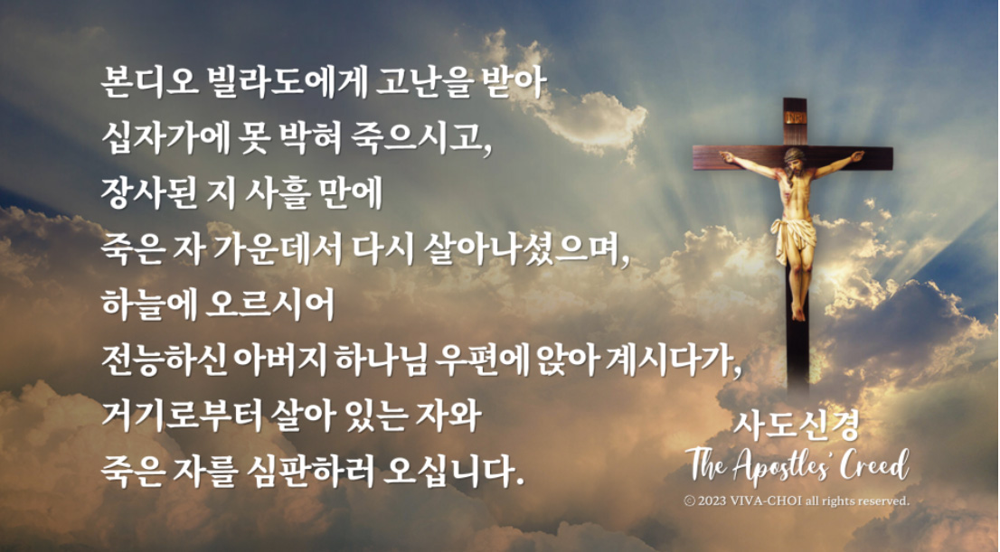 본디오 빌라도에게 고난을 받아
십자가에 못 박혀 죽으시고,
장사된 지 사흘 만에
죽은 자 가운데서 다시 살아나셨으며,
하늘에 오르시어
전능하신 아버지 하나님 우편에 앉아 계시다가,
거기로부터 살아 있는 자와
죽은 자를 심판하러 오십니다.
사도신경
The Apostles' Creed
© 2023 VIVA-CHOI all rights reserved.